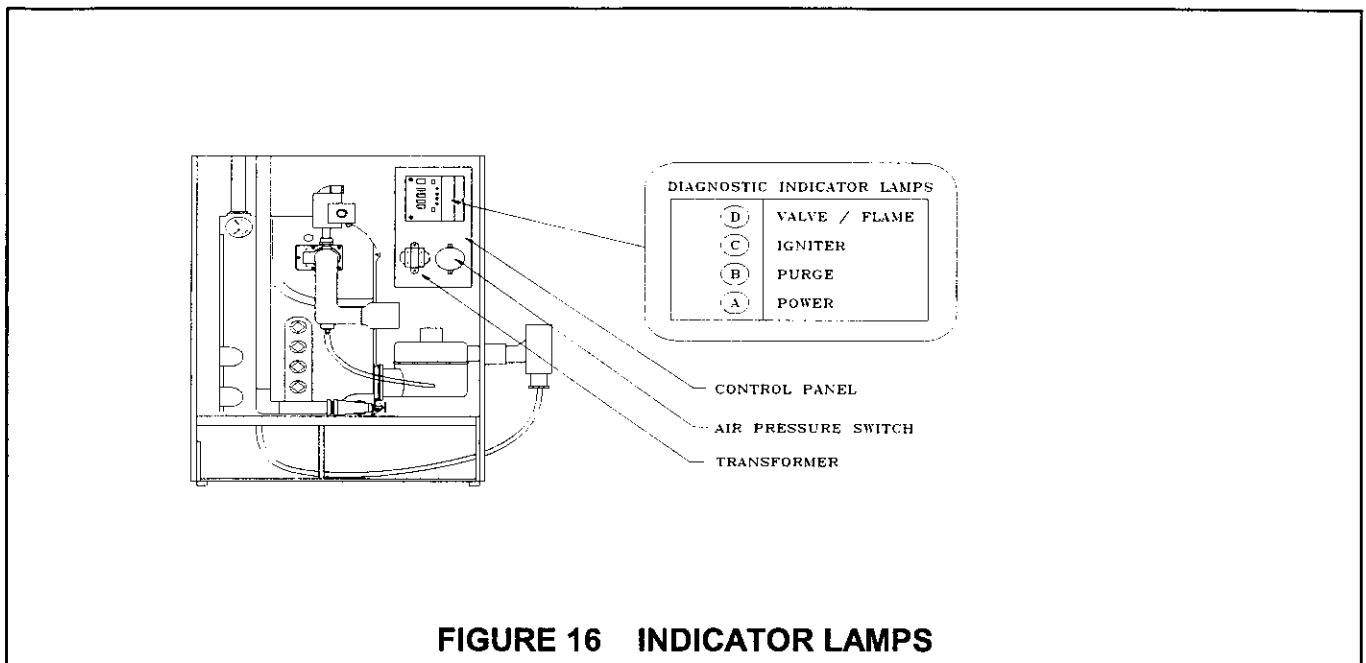 DIAGNOSTIC INDICATOR LAMPS
D VALVE / FLAME
C IGNITER
B PURGE
A POWER
CONTROL PANEL
AIR PRESSURE SWITCH
TRANSFORMER
FIGURE 16 INDICATOR LAMPS